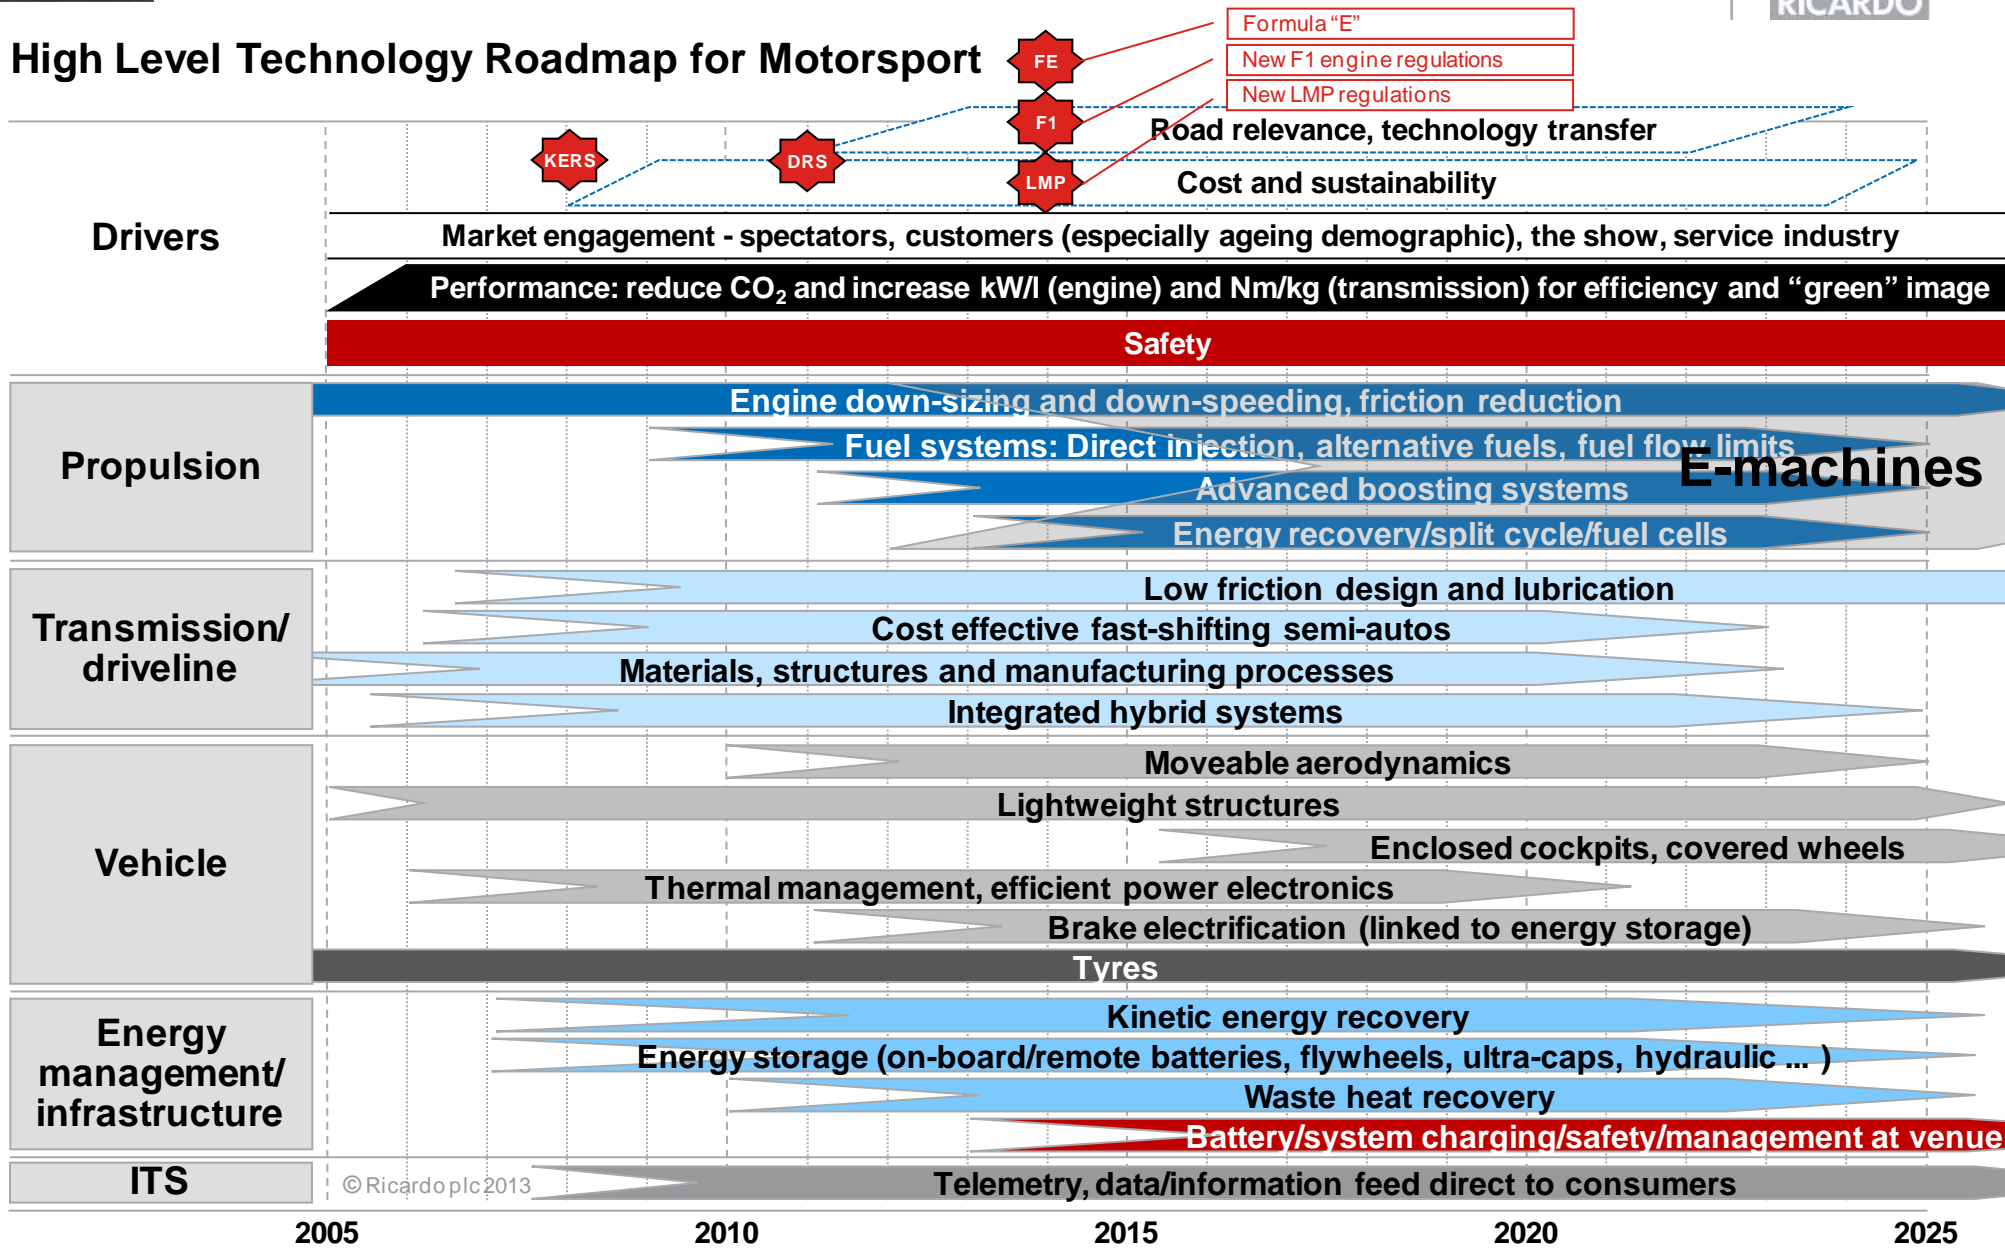 RICARDO
High Level Technology Roadmap for Motorsport
FE
Formula “E”
New F1 engine regulations
New LMP regulations
F1
Road relevance, technology transfer
KERS
DRS
LMP
Cost and sustainability
Drivers
Market engagement - spectators, customers (especially ageing demographic), the show, service industry
Performance: reduce CO2 and increase kW/l (engine) and Nm/kg (transmission) for efficiency and “green” image
Safety
Propulsion
Engine down-sizing and down-speeding, friction reduction
Fuel systems: Direct injection, alternative fuels, fuel flow limits
E-machines
Advanced boosting systems
Energy recovery/split cycle/fuel cells
Transmission/
driveline
Low friction design and lubrication
Cost effective fast-shifting semi-autos
Materials, structures and manufacturing processes
Integrated hybrid systems
Vehicle
Moveable aerodynamics
Lightweight structures
Enclosed cockpits, covered wheels
Thermal management, efficient power electronics
Brake electrification (linked to energy storage)
Tyres
Energy
management/
infrastructure
Kinetic energy recovery
Energy storage (on-board/remote batteries, flywheels, ultra-caps, hydraulic ... )
Waste heat recovery
Battery/system charging/safety/management at venue
ITS
© Ricardo plc 2013
Telemetry, data/information feed direct to consumers
2005
2010
2015
2020
2025